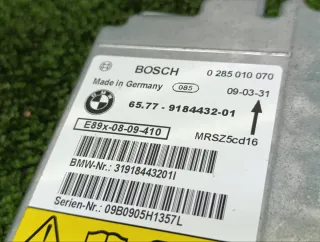 BOSCH 0 285 010 070
Made in Germany 085 09-03-31
BMW 65.77-9184432-01
E89x-08-09-410 MRSZ5cd16
BMW-Nr.: 31918443201I
Serien-Nr.: 09B0905H1357L